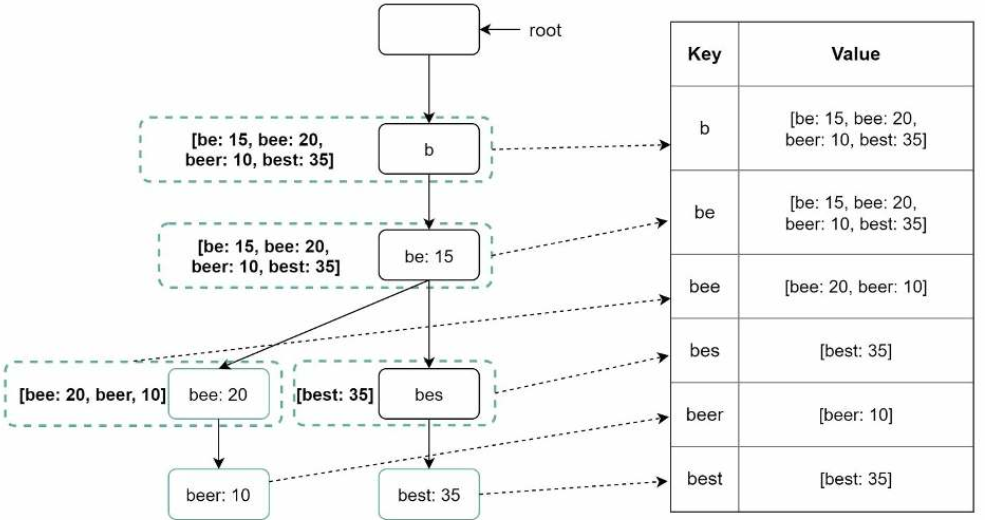 root
[be: 15, bee: 20,
beer: 10, best: 35]
b
[be: 15, bee: 20,
beer: 10, best: 35]
be: 15
[bee: 20, beer, 10]
bee: 20
[best: 35]
bes
beer: 10
best: 35
Key Value
b [be: 15, bee: 20,
beer: 10, best: 35]
be [be: 15, bee: 20,
beer: 10, best: 35]
bee [bee: 20, beer: 10]
bes [best: 35]
beer [beer: 10]
best [best: 35]